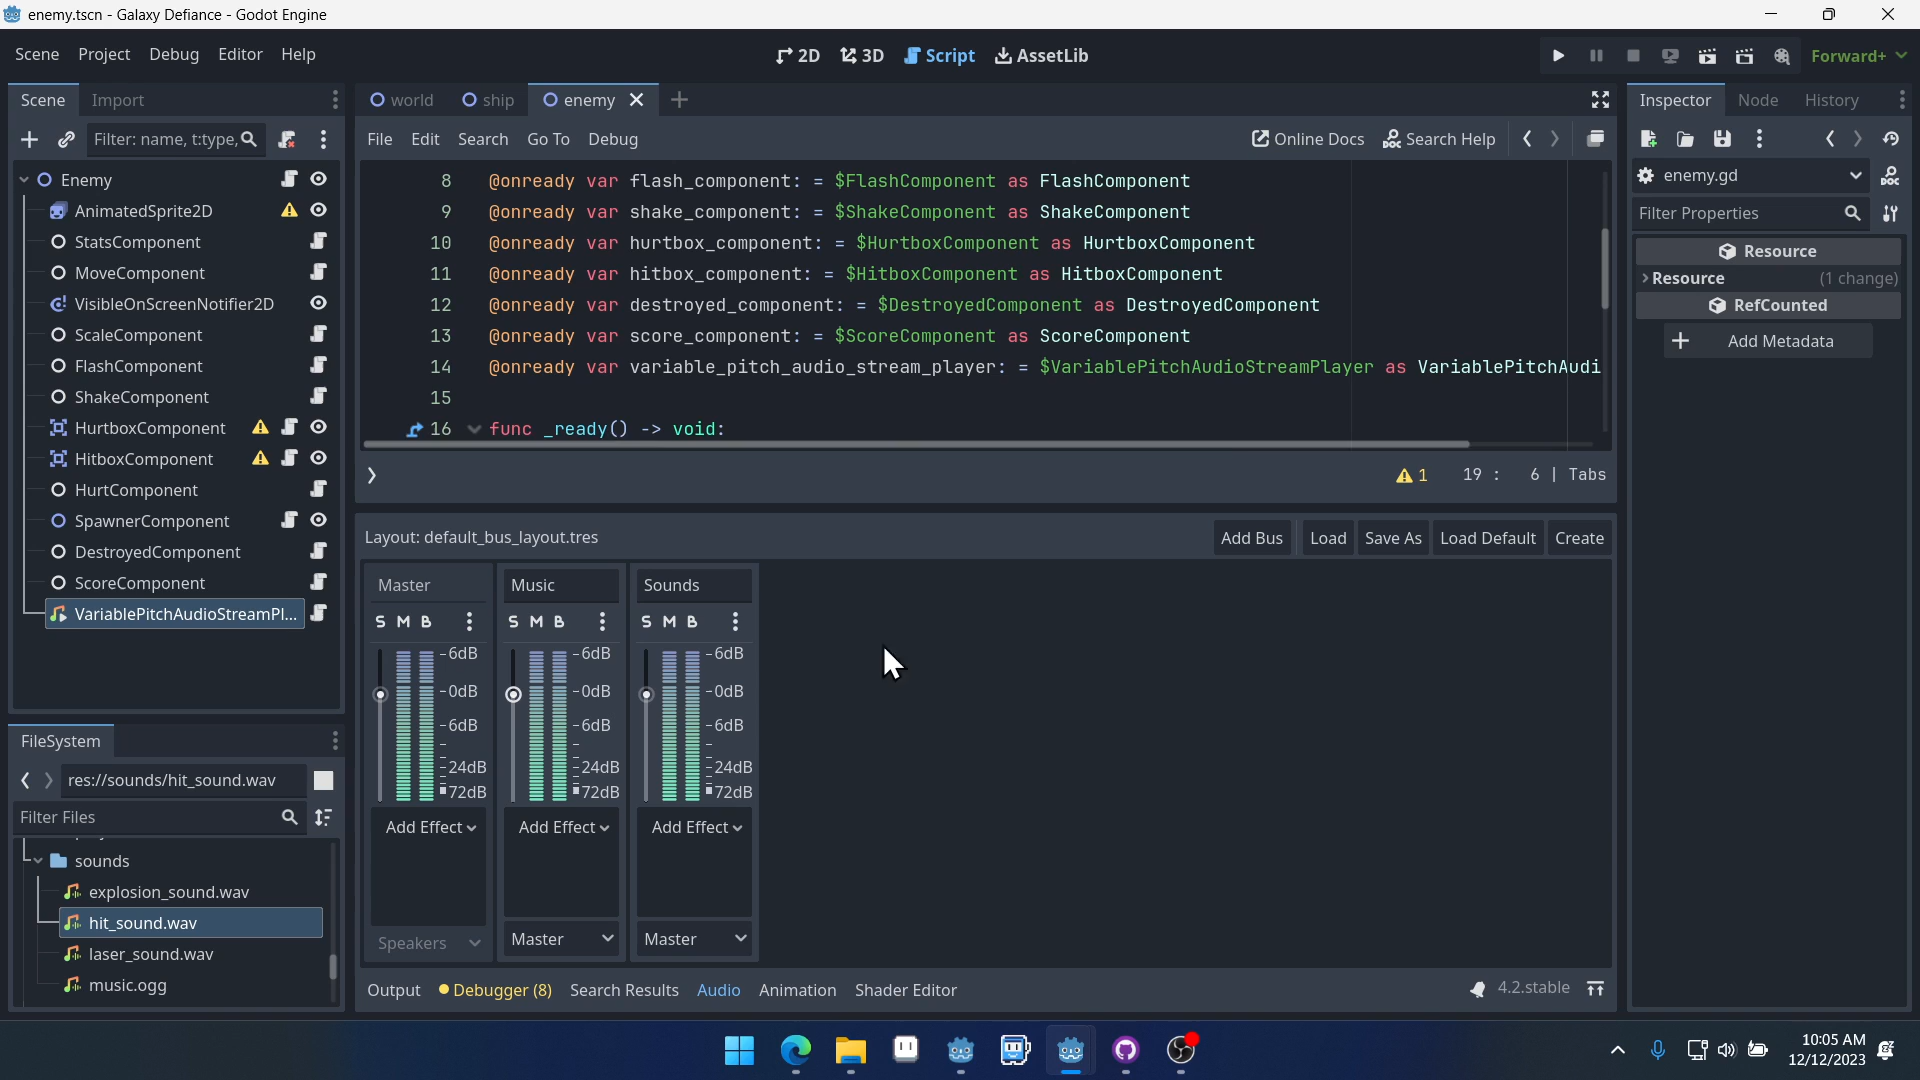 enemy.tscn - Galaxy Defiance - Godot Engine
Scene Project Debug Editor Help
2D 3D Script AssetLib
Forward+
Scene Import
world ship enemy
Inspector Node History
Filter: name, t:type,
File Edit Search Go To Debug
Online Docs Search Help
Enemy
AnimatedSprite2D
StatsComponent
MoveComponent
VisibleOnScreenNotifier2D
ScaleComponent
FlashComponent
ShakeComponent
HurtboxComponent
HitboxComponent
HurtComponent
SpawnerComponent
DestroyedComponent
ScoreComponent
VariablePitchAudioStreamPl...
8 @onready var flash_component: = $FlashComponent as FlashComponent
9 @onready var shake_component: = $ShakeComponent as ShakeComponent
10 @onready var hurtbox_component: = $HurtboxComponent as HurtboxComponent
11 @onready var hitbox_component: = $HitboxComponent as HitboxComponent
12 @onready var destroyed_component: = $DestroyedComponent as DestroyedComponent
13 @onready var score_component: = $ScoreComponent as ScoreComponent
14 @onready var variable_pitch_audio_stream_player: = $VariablePitchAudioStreamPlayer as VariablePitchAudi
15
16 func _ready() -> void:
1 19 : 6 | Tabs
enemy.gd
Filter Properties
Resource
Resource (1 change)
RefCounted
Add Metadata
Layout: default_bus_layout.tres
Add Bus Load Save As Load Default Create
Master Music Sounds
S M B S M B S M B
-6dB -6dB -6dB
-0dB -0dB -0dB
-6dB -6dB -6dB
-24dB -24dB -24dB
72dB 72dB 72dB
Add Effect Add Effect Add Effect
Speakers Master Master
FileSystem
res://sounds/hit_sound.wav
Filter Files
sounds
explosion_sound.wav
hit_sound.wav
laser_sound.wav
music.ogg
Output Debugger (8) Search Results Audio Animation Shader Editor
4.2.stable
10:05 AM
12/12/2023